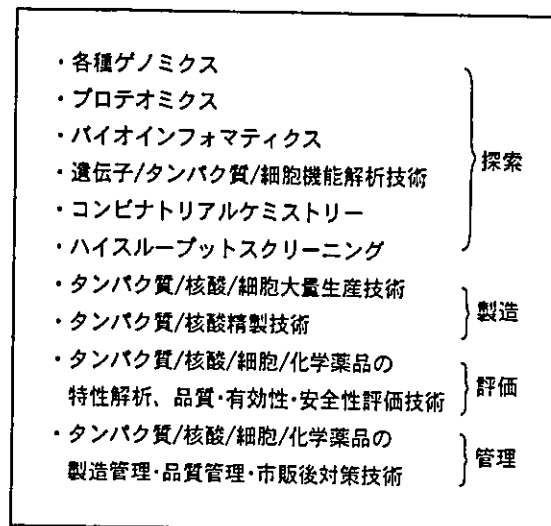 ・各種ゲノミクス
・プロテオミクス
・バイオインフォマティクス
・遺伝子/タンパク質/細胞機能解析技術
・コンビナトリアルケミストリー
・ハイスループットスクリーニング
探索
・タンパク質/核酸/細胞大量生産技術
・タンパク質/核酸精製技術
製造
・タンパク質/核酸/細胞/化学薬品の
特性解析、品質・有効性・安全性評価技術
評価
・タンパク質/核酸/細胞/化学薬品の
製造管理・品質管理・市販後対策技術
管理